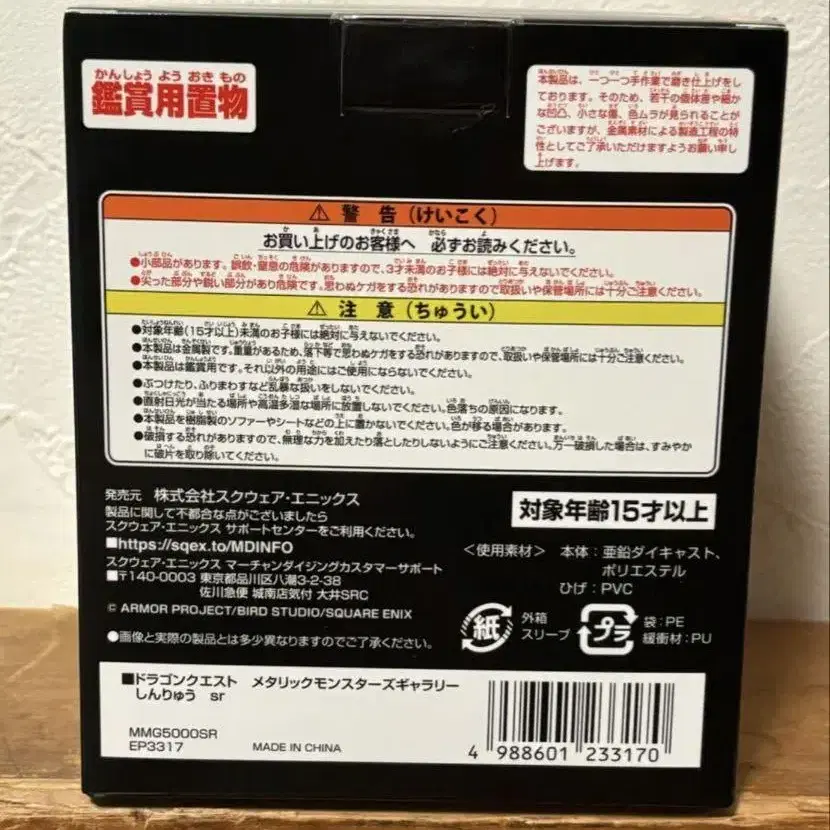 鑑賞用置物
本製品は、一つ一つ手作業で磨き仕上げをし
ております。そのため、若干の個体差や細か
な凹凸、小さな傷、色ムラが見られることが
ございますが、金属素材による製造工程の特
性としてご了承いただけますようお願い申し
上げます。
⚠警告(けいこく)
お買い上げのお客様へ 必ずお読みください。
●小部品があります。誤飲・窒息の危険がありますので、3才未満のお子様には絶対に与えないでください。
●尖った部分や鋭い部分があり危険です。思わぬケガをする恐れがありますので取扱いや保管場所には十分ご注意ください。
⚠注意(ちゅうい)
●対象年齢(15才以上)未満のお子様には絶対に与えないでください。
●本製品は金属製です。重量があるため、落下等で思わぬケガをする恐れがありますので、取扱いや保管場所には十分ご注意ください。
●本製品は鑑賞用です。それ以外の用途にはご使用にならないでください。
●ぶつけたり、ふりまわすなど乱暴な扱いをしないでください。
●直射日光が当たる場所や高温多湿な場所に放置しないでください。色落ちの原因になります。
●本製品を樹脂製のソファーやシートなどの上に置かないでください。色が移る場合があります。
●破損する恐れがありますので、無理な力を加えたり落としたりしないようにご注意ください。万一破損した場合は、すみやか
に破片を取り除いてください。
発売元 株式会社スクウェア・エニックス
製品に関して不都合な点がございましたら
スクウェア・エニックス サポートセンターをご利用ください。
■https://sqex.to/MDINFO
スクウェア・エニックス マーチャンダイジングカスタマーサポート
■〒140-0003 東京都品川区八潮3-2-38
佐川急便 城南店気付 大井SRC
© ARMOR PROJECT/BIRD STUDIO/SQUARE ENIX
●画像と実際の製品とは多少異なりますのでご了承ください。
対象年齢15才以上
<使用素材> 本体:亜鉛ダイキャスト、
ポリエステル
ひげ:PVC
紙 外箱
スリーブ
プラ 袋:PE
緩衝材:PU
■ドラゴンクエスト メタリックモンスターズギャラリー
しんりゅう sr
MMG5000SR
EP3317 MADE IN CHINA
4 988601 233170